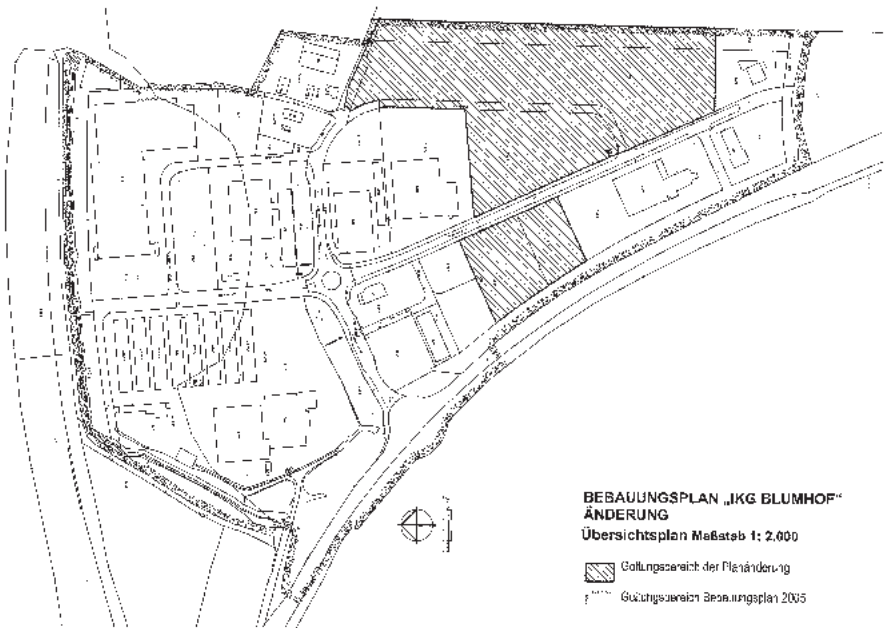 BEBAUUNGSPLAN „IKG BLUMHOF“
ÄNDERUNG
Übersichtsplan Maßstab 1: 2.000
Geltungsbereich der Planänderung
Geltungsbereich Bebauungsplan 2005